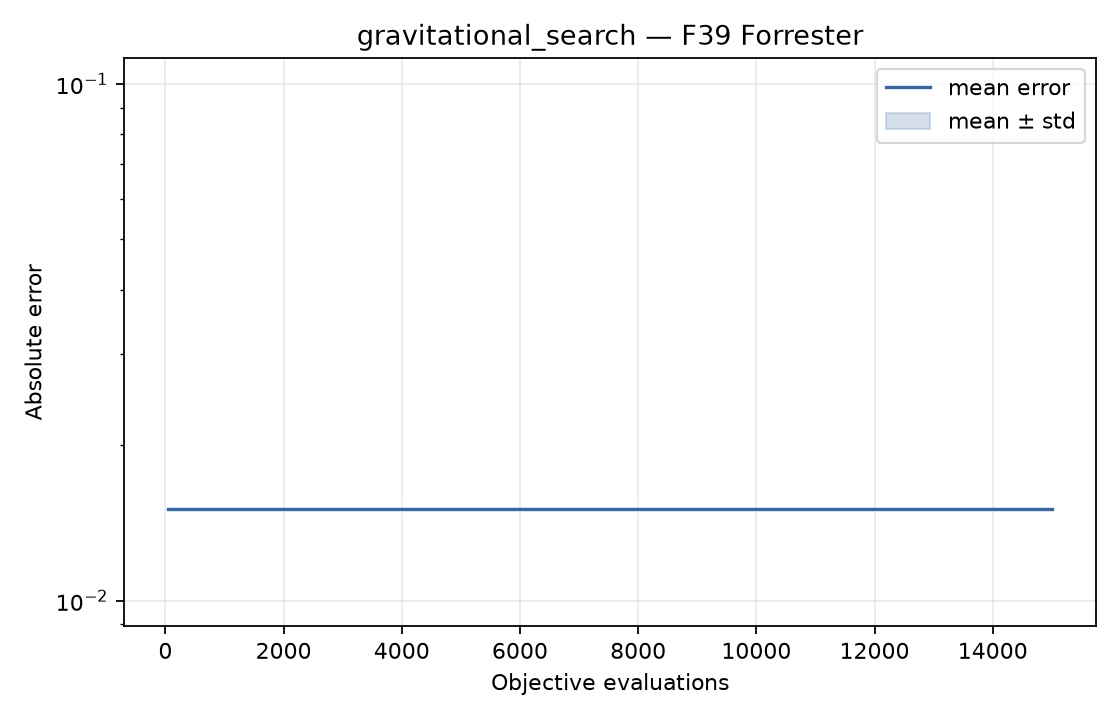 gravitational_search — F39 Forrester
mean error
mean ± std
Absolute error
10⁻¹
10⁻²
0 2000 4000 6000 8000 10000 12000 14000
Objective evaluations